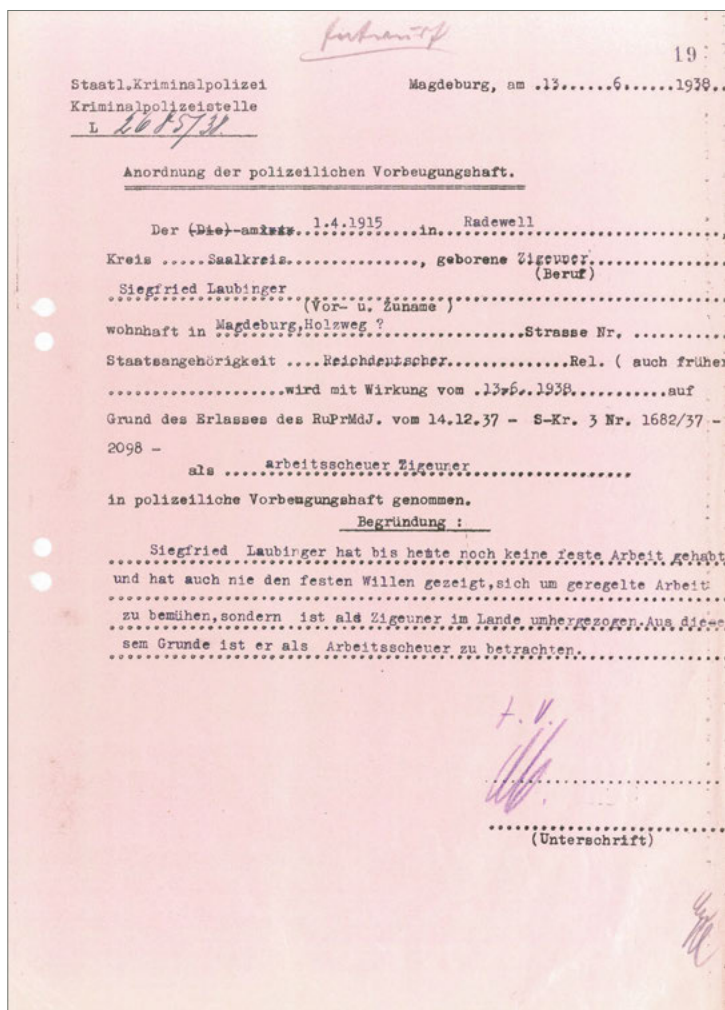 Entwurf
19
Staatl.Kriminalpolizei
Magdeburg, am .13......6......1938..
Kriminalpolizeistelle
L 2685/38.
Anordnung der polizeilichen Vorbeugungshaft.
Der (Die) am 1.4.1915 in Radewell
Kreis ..... Saalkreis................, geborene Zigeuner
(Beruf)
Siegfried Laubinger
(Vor- u. Zuname )
wohnhaft in Magdeburg,Holzweg ? ...............Strasse Nr. .........
Staatsangehörigkeit ....Reichdeutscher..............Rel. ( auch früher
...................wird mit Wirkung vom .13.6. 1938..........auf
Grund des Erlasses des RuPrMdJ. vom 14.12.37 - S-Kr. 3 Nr. 1682/37 -
2098 -
als ....arbeitsscheuer Zigeuner
in polizeiliche Vorbeugungshaft genommen.
Begründung :
Siegfried Laubinger hat bis heute noch keine feste Arbeit gehabt
und hat auch nie den festen Willen gezeigt,sich um geregelte Arbeit
zu bemühen,sondern ist als Zigeuner im Lande umhergezogen.Aus die=
sem Grunde ist er als Arbeitsscheuer zu betrachten.
I. V.
(Unterschrift)